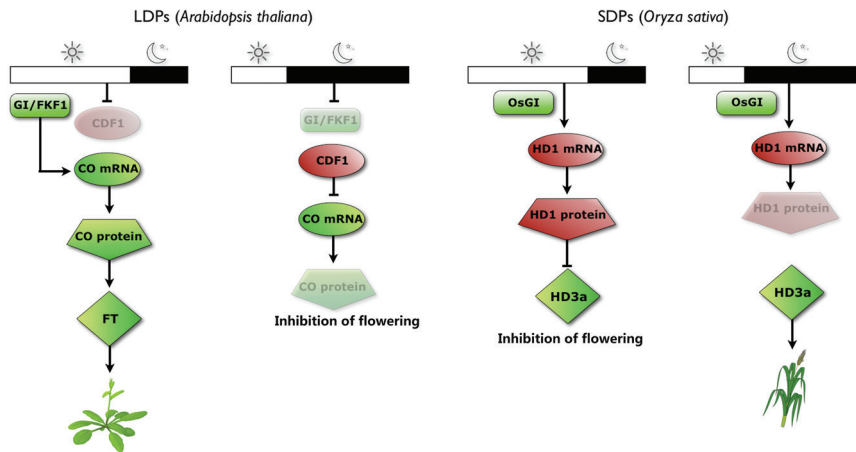 LDPs (Arabidopsis thaliana)
GI/FKF1
CDF1
CO mRNA
CO protein
FT
GI/FKF1
CDF1
CO mRNA
CO protein
Inhibition of flowering
SDPs (Oryza sativa)
OsGI
HD1 mRNA
HD1 protein
HD3a
Inhibition of flowering
OsGI
HD1 mRNA
HD1 protein
HD3a